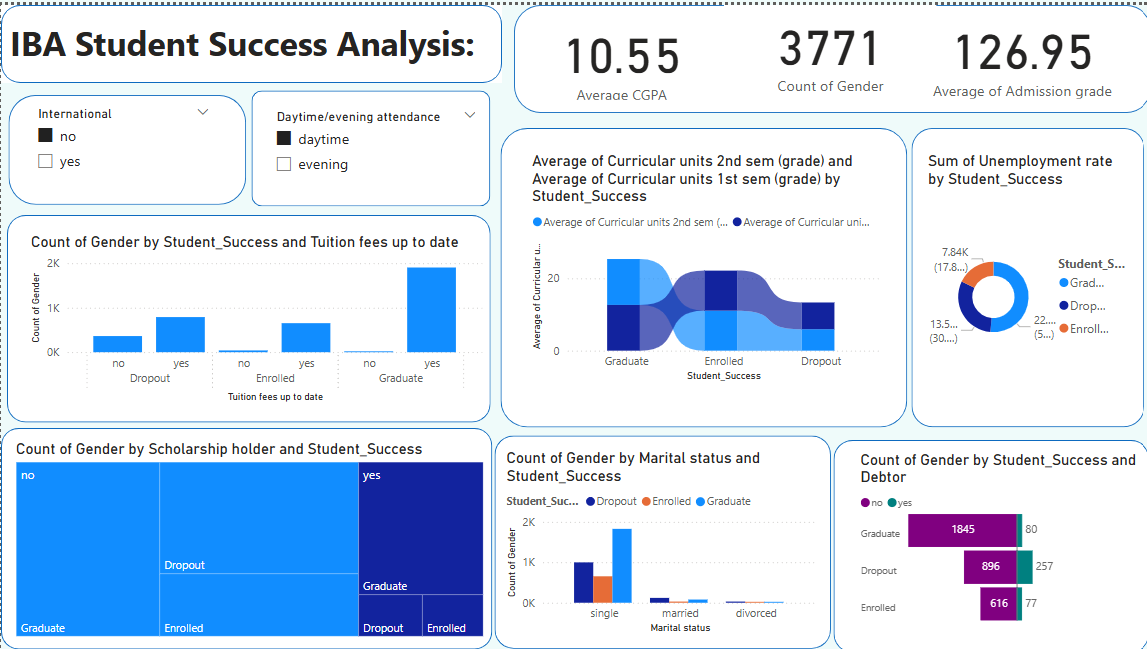 IBA Student Success Analysis:
10.55
Average CGPA
3771
Count of Gender
126.95
Average of Admission grade
International
no
yes
Daytime/evening attendance
daytime
evening
Average of Curricular units 2nd sem (grade) and
Average of Curricular units 1st sem (grade) by
Student_Success
Average of Curricular units 2nd sem (... Average of Curricular uni...
Average of Curricular u...
20
0
Graduate Enrolled Dropout
Student_Success
Sum of Unemployment rate
by Student_Success
7.84K
(17.8...)
13.5...
(30....)
22....
(5...)
Student_S...
Grad...
Drop...
Enroll...
Count of Gender by Student_Success and Tuition fees up to date
Count of Gender
2K
1K
0K
no yes no yes no yes
Dropout Enrolled Graduate
Tuition fees up to date
Count of Gender by Scholarship holder and Student_Success
no
yes
Dropout
Graduate
Graduate
Enrolled
Dropout
Enrolled
Count of Gender by Marital status and
Student_Success
Student_Suc... Dropout Enrolled Graduate
Count of Gender
2K
1K
0K
single married divorced
Marital status
Count of Gender by Student_Success and
Debtor
no yes
Graduate 1845 80
Dropout 896 257
Enrolled 616 77